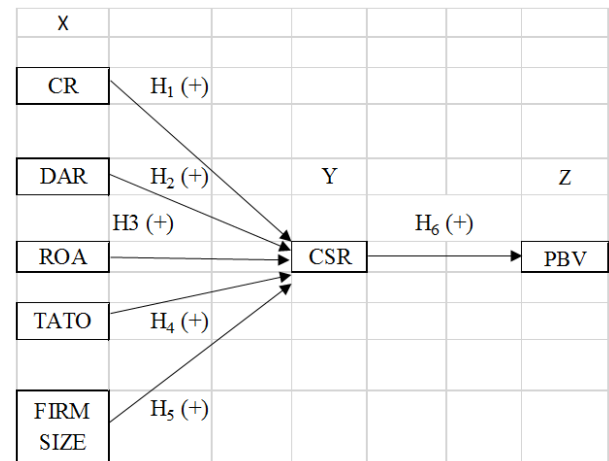 X
CR H₁ (+)
DAR H₂ (+) Y Z
H3 (+) H₆ (+)
ROA CSR PBV
TATO H₄ (+)
FIRM H₅ (+)
SIZE